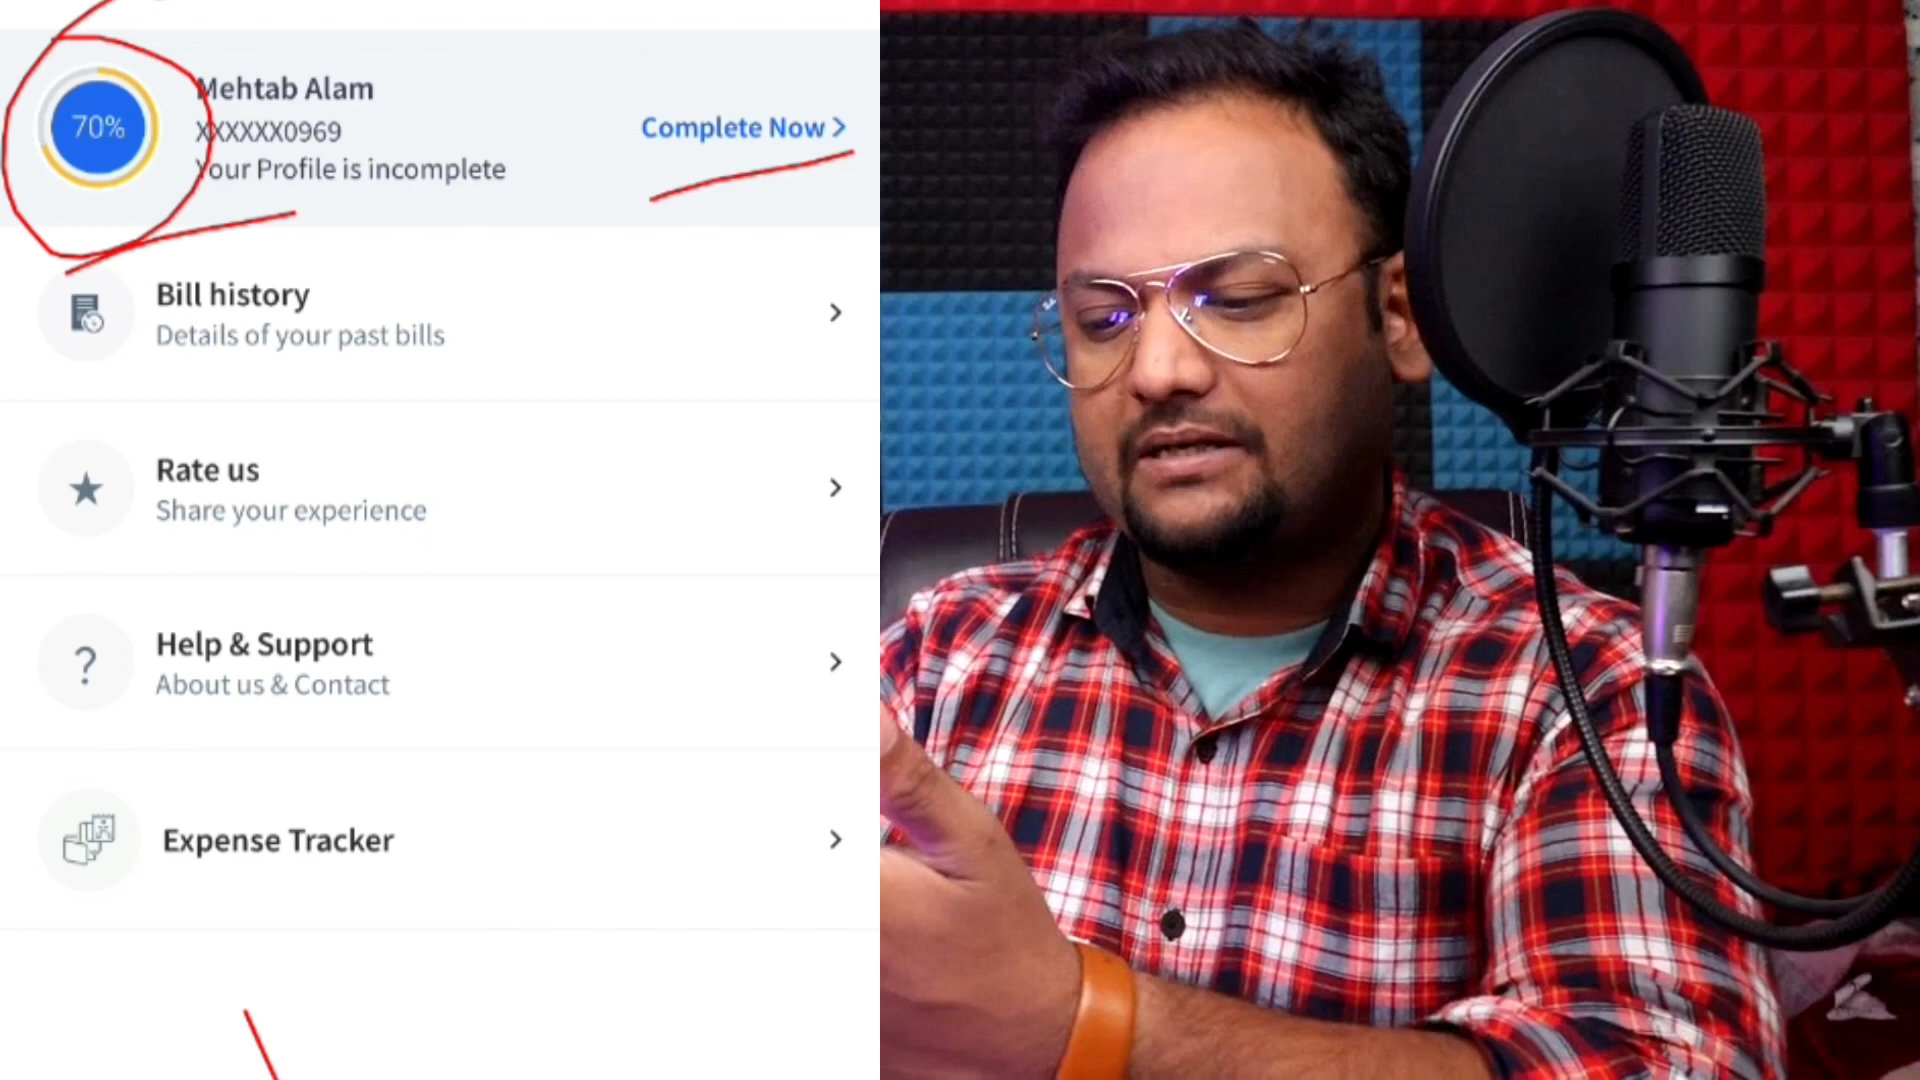 70%
Mehtab Alam
XXXXXX0969
Your Profile is incomplete
Complete Now >
Bill history
Details of your past bills
Rate us
Share your experience
?
Help & Support
About us & Contact
Expense Tracker